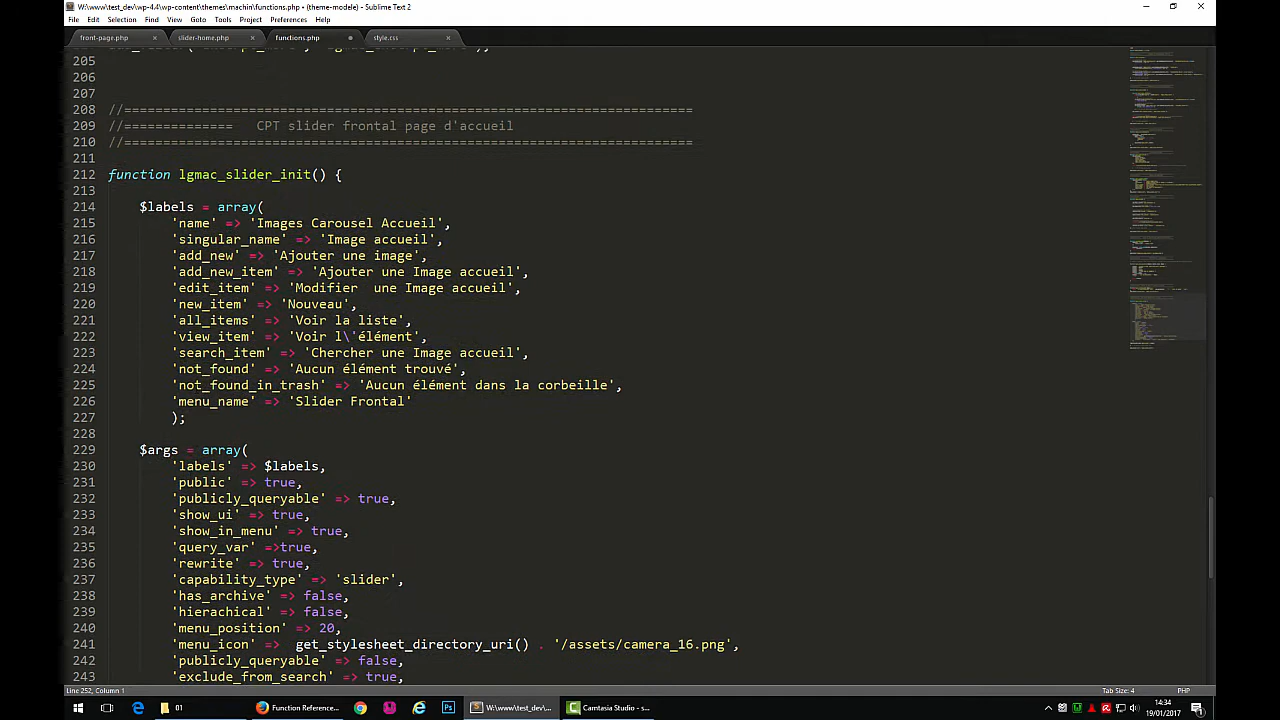 W:\www\test_dev\wp-4.4\wp-content\themes\machin\functions.php • (theme-modele) - Sublime Text 2
File Edit Selection Find View Goto Tools Project Preferences Help
front-page.php × slider-home.php × functions.php • style.css ×
205
206
207
208 //=========================================================================
209 //============== CPT slider frontal page d'accueil
210 //=========================================================================
211
212 function lgmac_slider_init() {
213
214 $labels = array(
215 'name' => 'Images Carousel Accueil',
216 'singular_name' => 'Image accueil',
217 'add_new' => 'Ajouter une image',
218 'add_new_item' => 'Ajouter une Image accueil',
219 'edit_item' => 'Modifier  une Image accueil',
220 'new_item' => 'Nouveau',
221 'all_items' => 'Voir la liste',
222 'view_item' => 'Voir l\'élément',
223 'search_item' => 'Chercher une Image accueil',
224 'not_found' => 'Aucun élément trouvé',
225 'not_found_in_trash' => 'Aucun élément dans la corbeille',
226 'menu_name' => 'Slider Frontal'
227 );
228
229 $args = array(
230 'labels' => $labels,
231 'public' => true,
232 'publicly_queryable' => true,
233 'show_ui' => true,
234 'show_in_menu' => true,
235 'query_var' =>true,
236 'rewrite' => true,
237 'capability_type' => 'slider',
238 'has_archive' => false,
239 'hierachical' => false,
240 'menu_position' => 20,
241 'menu_icon' =>  get_stylesheet_directory_uri() . '/assets/camera_16.png',
242 'publicly_queryable' => false,
243 'exclude_from_search' => true,
Line 252, Column 1 Tab Size: 4 PHP
01 Function Reference... W:\www\test_dev\w... Camtasia Studio - s... 14:34
19/01/2017